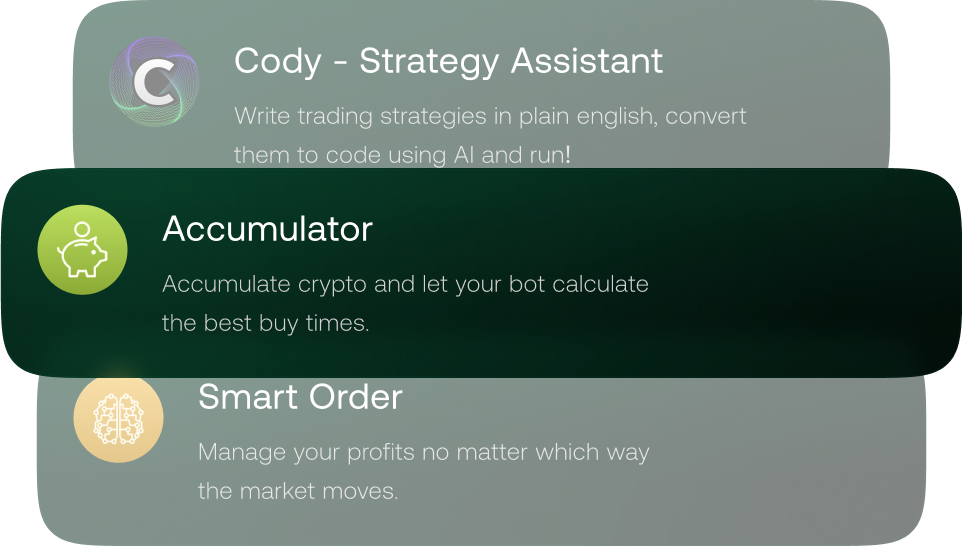 C
Cody - Strategy Assistant
Write trading strategies in plain english, convert
them to code using AI and run!
Accumulator
Accumulate crypto and let your bot calculate
the best buy times.
Smart Order
Manage your profits no matter which way
the market moves.